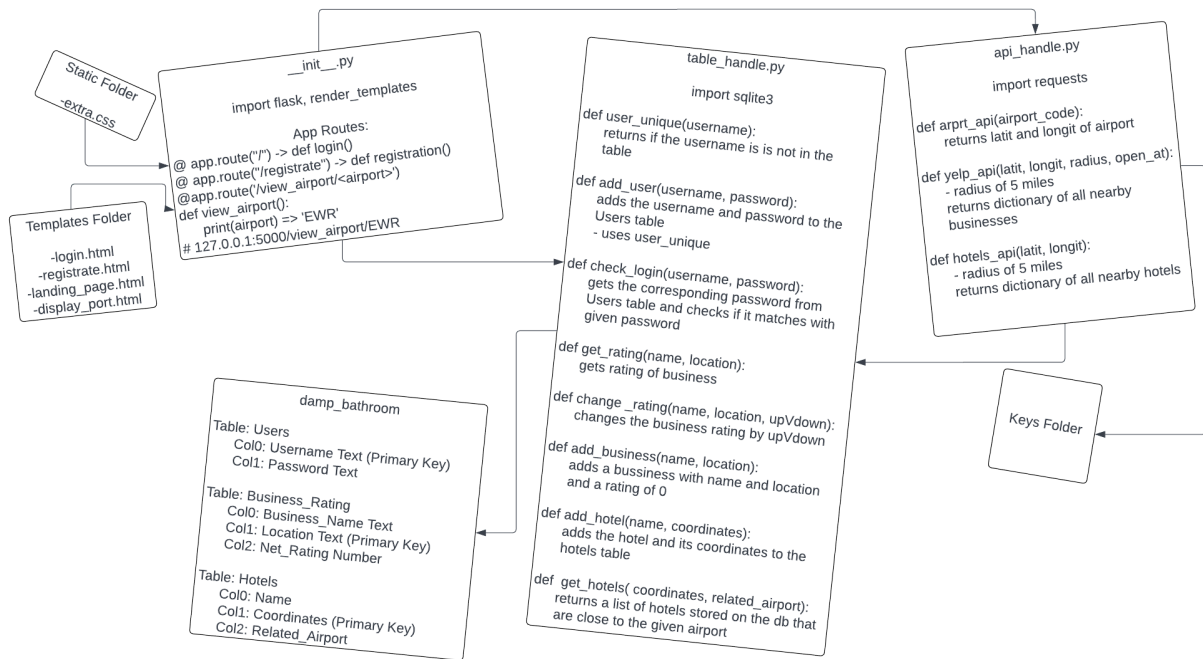 Static Folder
-extra.css
Templates Folder
-login.html
-registrate.html
-landing_page.html
-display_port.html
__init__.py
import flask, render_templates
App Routes:
@ app.route("/") -> def login()
@ app.route("/registrate") -> def registration()
@app.route('/view_airport/<airport>')
def view_airport():
print(airport) => 'EWR'
# 127.0.0.1:5000/view_airport/EWR
table_handle.py
import sqlite3
def user_unique(username):
returns if the username is is not in the
table
def add_user(username, password):
adds the username and password to the
Users table
- uses user_unique
def check_login(username, password):
gets the corresponding password from
Users table and checks if it matches with
given password
def get_rating(name, location):
gets rating of business
def change _rating(name, location, upVdown):
changes the business rating by upVdown
def add_business(name, location):
adds a bussiness with name and location
and a rating of 0
def add_hotel(name, coordinates):
adds the hotel and its coordinates to the
hotels table
def get_hotels( coordinates, related_airport):
returns a list of hotels stored on the db that
are close to the given airport
api_handle.py
import requests
def arprt_api(airport_code):
returns latit and longit of airport
def yelp_api(latit, longit, radius, open_at):
- radius of 5 miles
returns dictionary of all nearby
businesses
def hotels_api(latit, longit):
- radius of 5 miles
returns dictionary of all nearby hotels
Keys Folder
damp_bathroom
Table: Users
Col0: Username Text (Primary Key)
Col1: Password Text
Table: Business_Rating
Col0: Business_Name Text
Col1: Location Text (Primary Key)
Col2: Net_Rating Number
Table: Hotels
Col0: Name
Col1: Coordinates (Primary Key)
Col2: Related_Airport